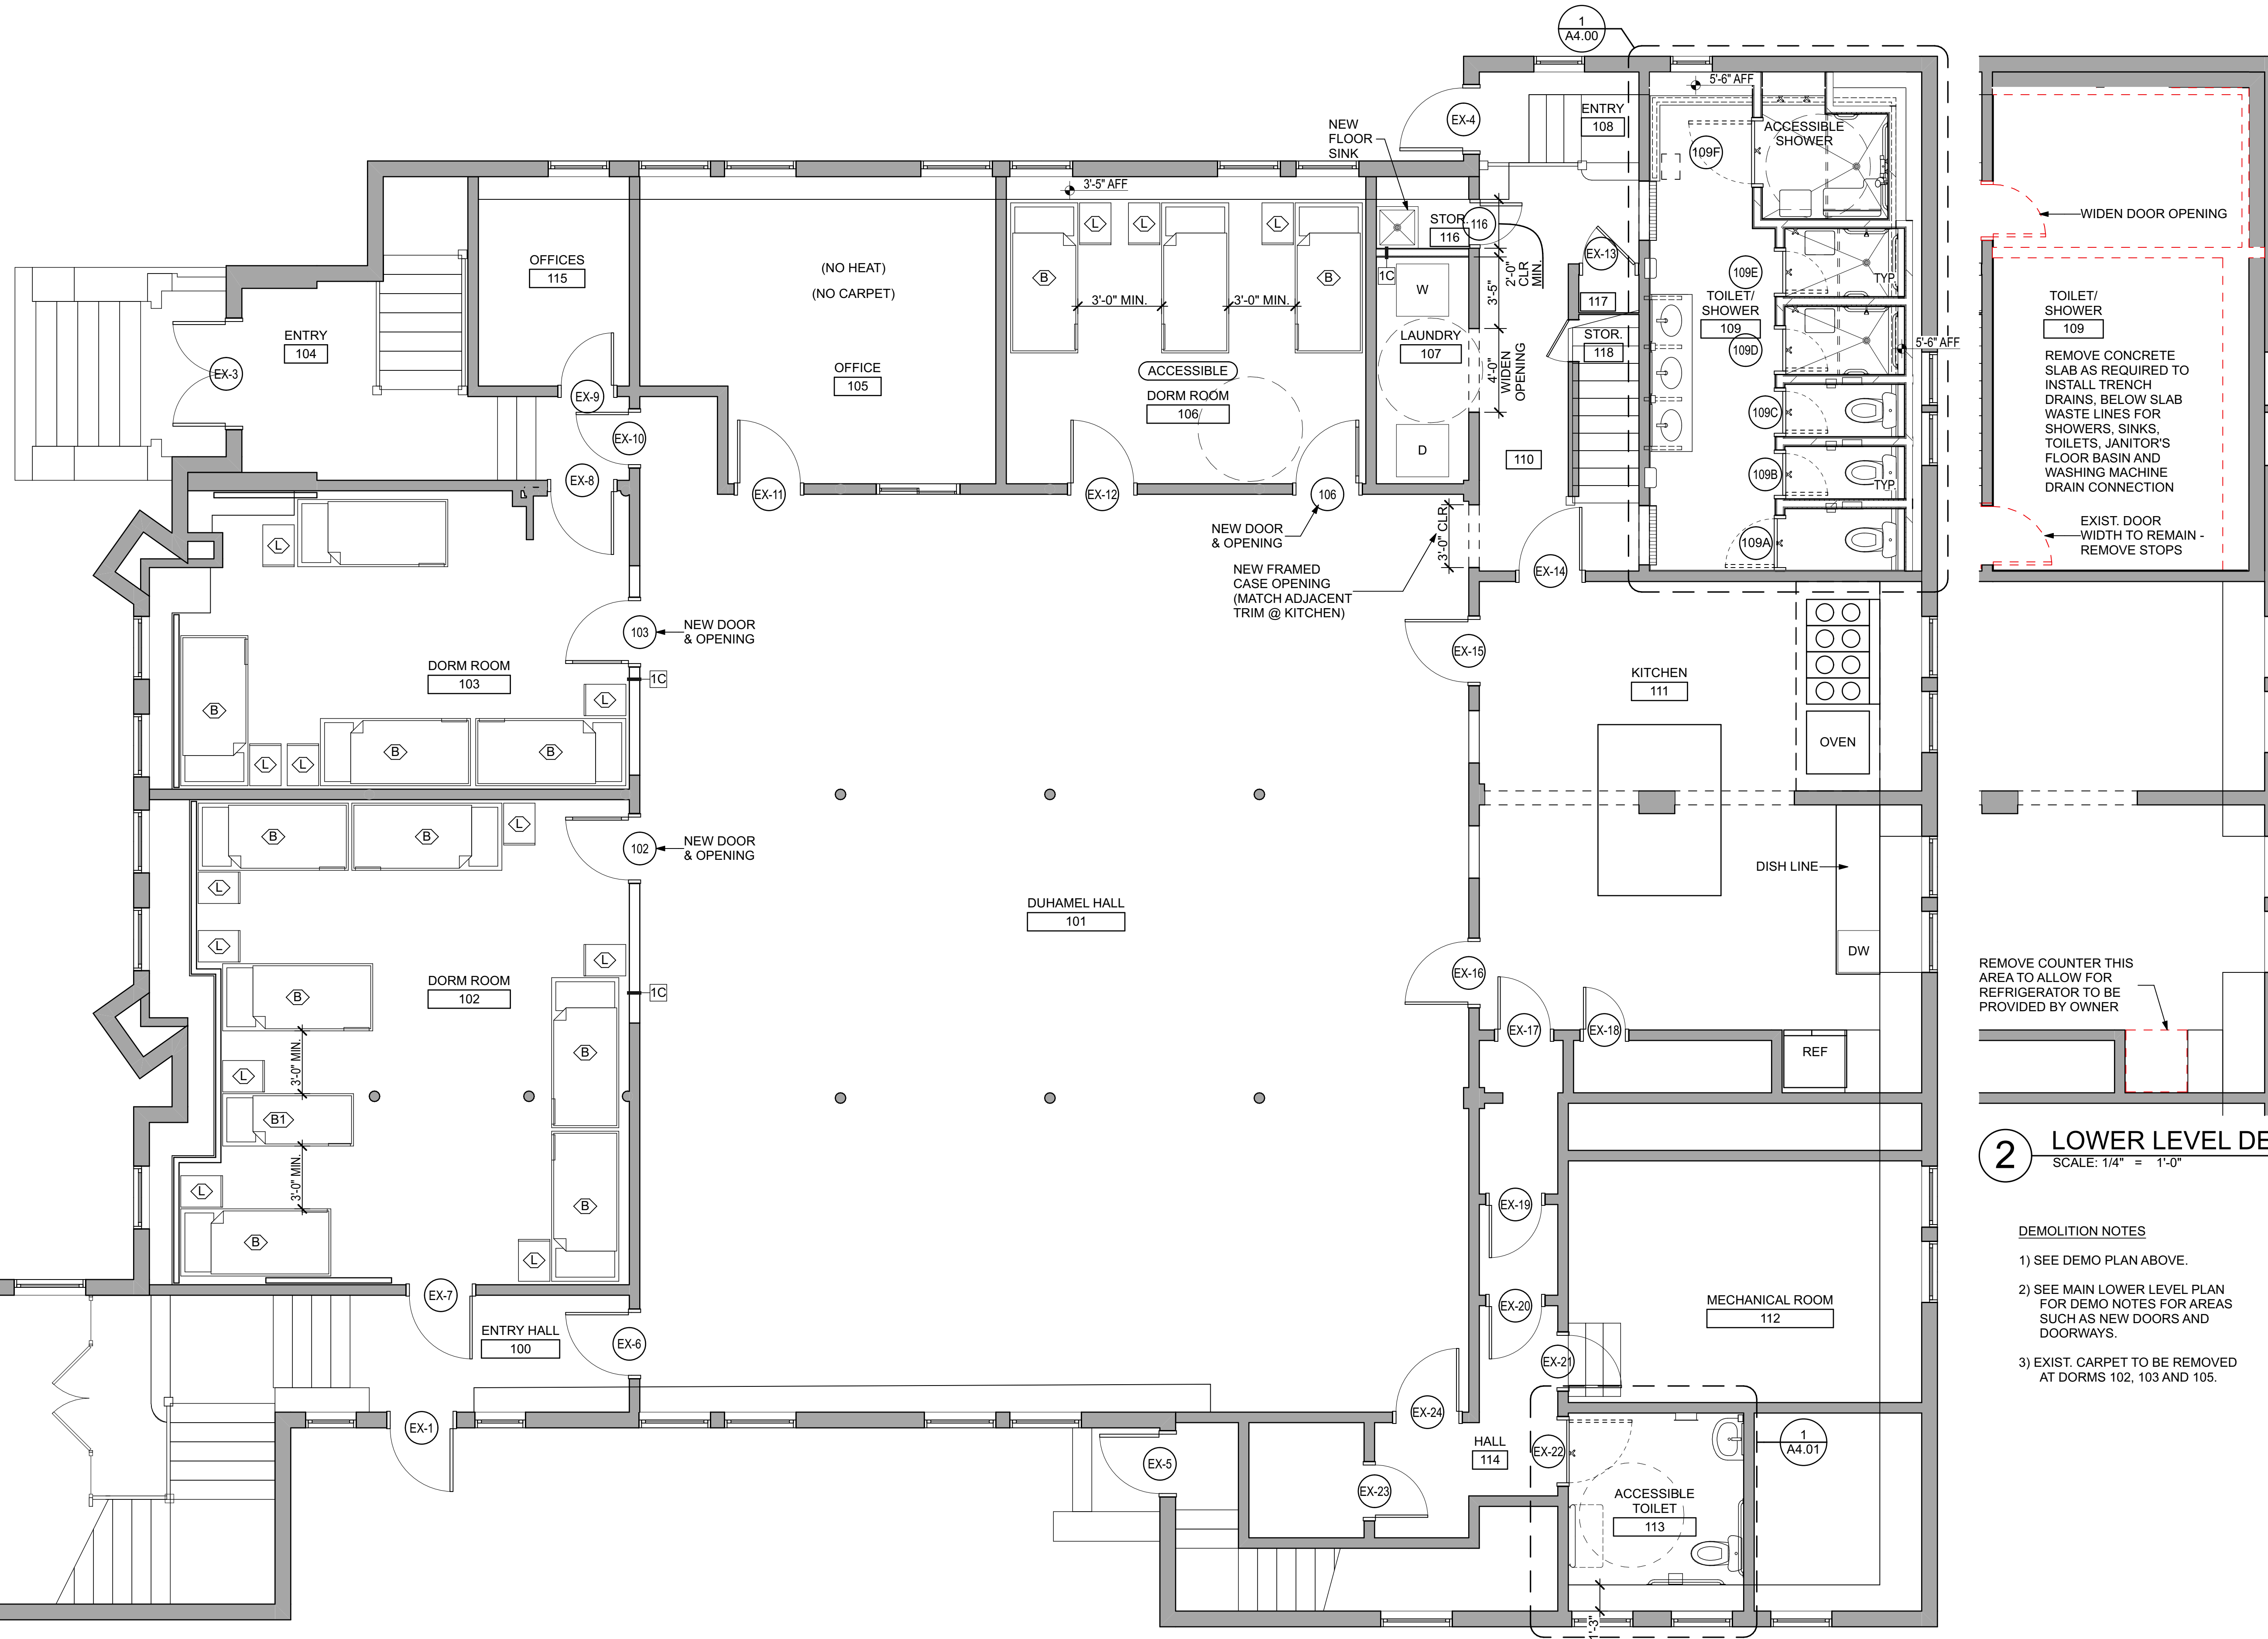 1
A4.00
5'-6" AFF
EX-4
ENTRY
108
NEW
FLOOR
SINK
ACCESSIBLE
SHOWER
109F
3'-5" AFF
L
L
L
STOR.
116
116
2'-0"
CLR
MIN.
EX-13
117
STOR.
118
B
B
3'-0" MIN.
3'-0" MIN.
1C
W
3'-5"
LAUNDRY
107
4'-0"
WIDEN
OPENING
D
110
109E
TYP.
TOILET/
SHOWER
109
109D
5'-6" AFF
109C
109B
TYP.
109A
OFFICES
115
(NO HEAT)
(NO CARPET)
OFFICE
105
ACCESSIBLE
DORM ROOM
106
ENTRY
104
EX-3
EX-9
EX-10
EX-8
EX-11
EX-12
106
NEW DOOR
& OPENING
3'-0" CLR.
NEW FRAMED
CASE OPENING
(MATCH ADJACENT
TRIM @ KITCHEN)
EX-14
EX-15
L
103
NEW DOOR
& OPENING
DORM ROOM
103
1C
L
B
L
L
B
B
KITCHEN
111
OVEN
B
B
L
L
102
NEW DOOR
& OPENING
DISH LINE
DW
DUHAMEL HALL
101
L
L
DORM ROOM
102
1C
B
EX-16
EX-17
EX-18
REF
3'-0" MIN.
L
B
B1
3'-0" MIN.
L
B
B
L
EX-19
EX-20
EX-21
MECHANICAL ROOM
112
EX-7
ENTRY HALL
100
EX-6
EX-1
EX-24
EX-5
EX-23
HALL
114
EX-22
1
A4.01
ACCESSIBLE
TOILET
113
1'-3"
WIDEN DOOR OPENING
TOILET/
SHOWER
109
REMOVE CONCRETE
SLAB AS REQUIRED TO
INSTALL TRENCH
DRAINS, BELOW SLAB
WASTE LINES FOR
SHOWERS, SINKS,
TOILETS, JANITOR'S
FLOOR BASIN AND
WASHING MACHINE
DRAIN CONNECTION
EXIST. DOOR
WIDTH TO REMAIN -
REMOVE STOPS
REMOVE COUNTER THIS
AREA TO ALLOW FOR
REFRIGERATOR TO BE
PROVIDED BY OWNER
2
LOWER LEVEL DE
SCALE: 1/4" = 1'-0"
DEMOLITION NOTES
1) SEE DEMO PLAN ABOVE.
2) SEE MAIN LOWER LEVEL PLAN
FOR DEMO NOTES FOR AREAS
SUCH AS NEW DOORS AND
DOORWAYS.
3) EXIST. CARPET TO BE REMOVED
AT DORMS 102, 103 AND 105.